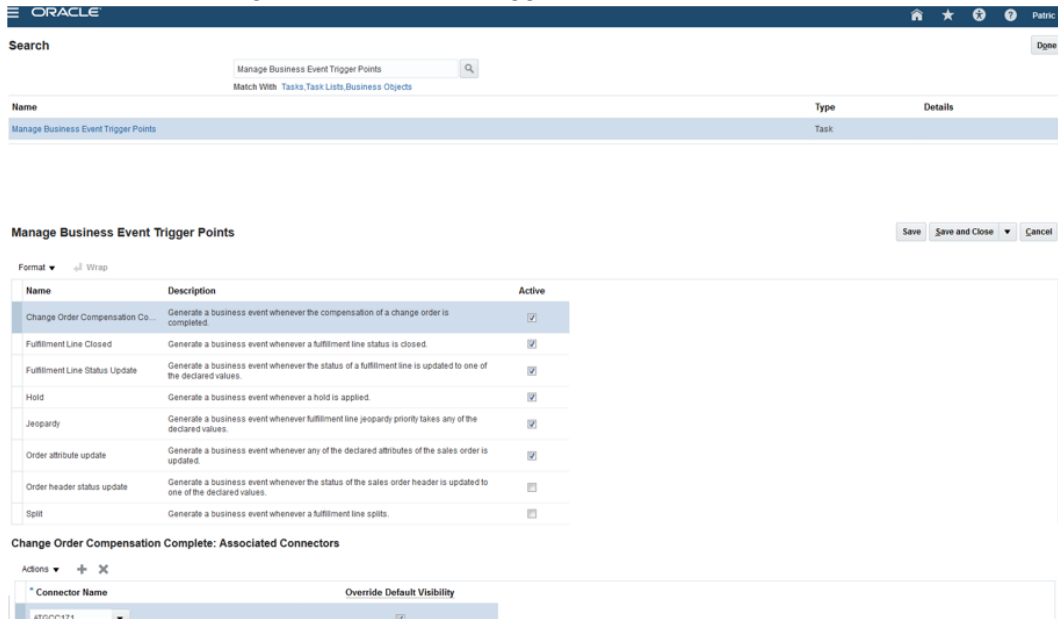 ORACLE
Patric
Search
Done
Manage Business Event Trigger Points
Match With Tasks,Task Lists,Business Objects
Name Type Details
Manage Business Event Trigger Points Task
Manage Business Event Trigger Points
Save Save and Close Cancel
Format Wrap
Name Description Active
Change Order Compensation Co... Generate a business event whenever the compensation of a change order is
completed.
Fulfillment Line Closed Generate a business event whenever a fulfillment line status is closed.
Fulfillment Line Status Update Generate a business event whenever the status of a fulfillment line is updated to one of
the declared values.
Hold Generate a business event whenever a hold is applied.
Jeopardy Generate a business event whenever fulfillment line jeopardy priority takes any of the
declared values.
Order attribute update Generate a business event whenever any of the declared attributes of the sales order is
updated.
Order header status update Generate a business event whenever the status of the sales order header is updated to
one of the declared values.
Split Generate a business event whenever a fulfillment line splits.
Change Order Compensation Complete: Associated Connectors
Actions
* Connector Name Override Default Visibility